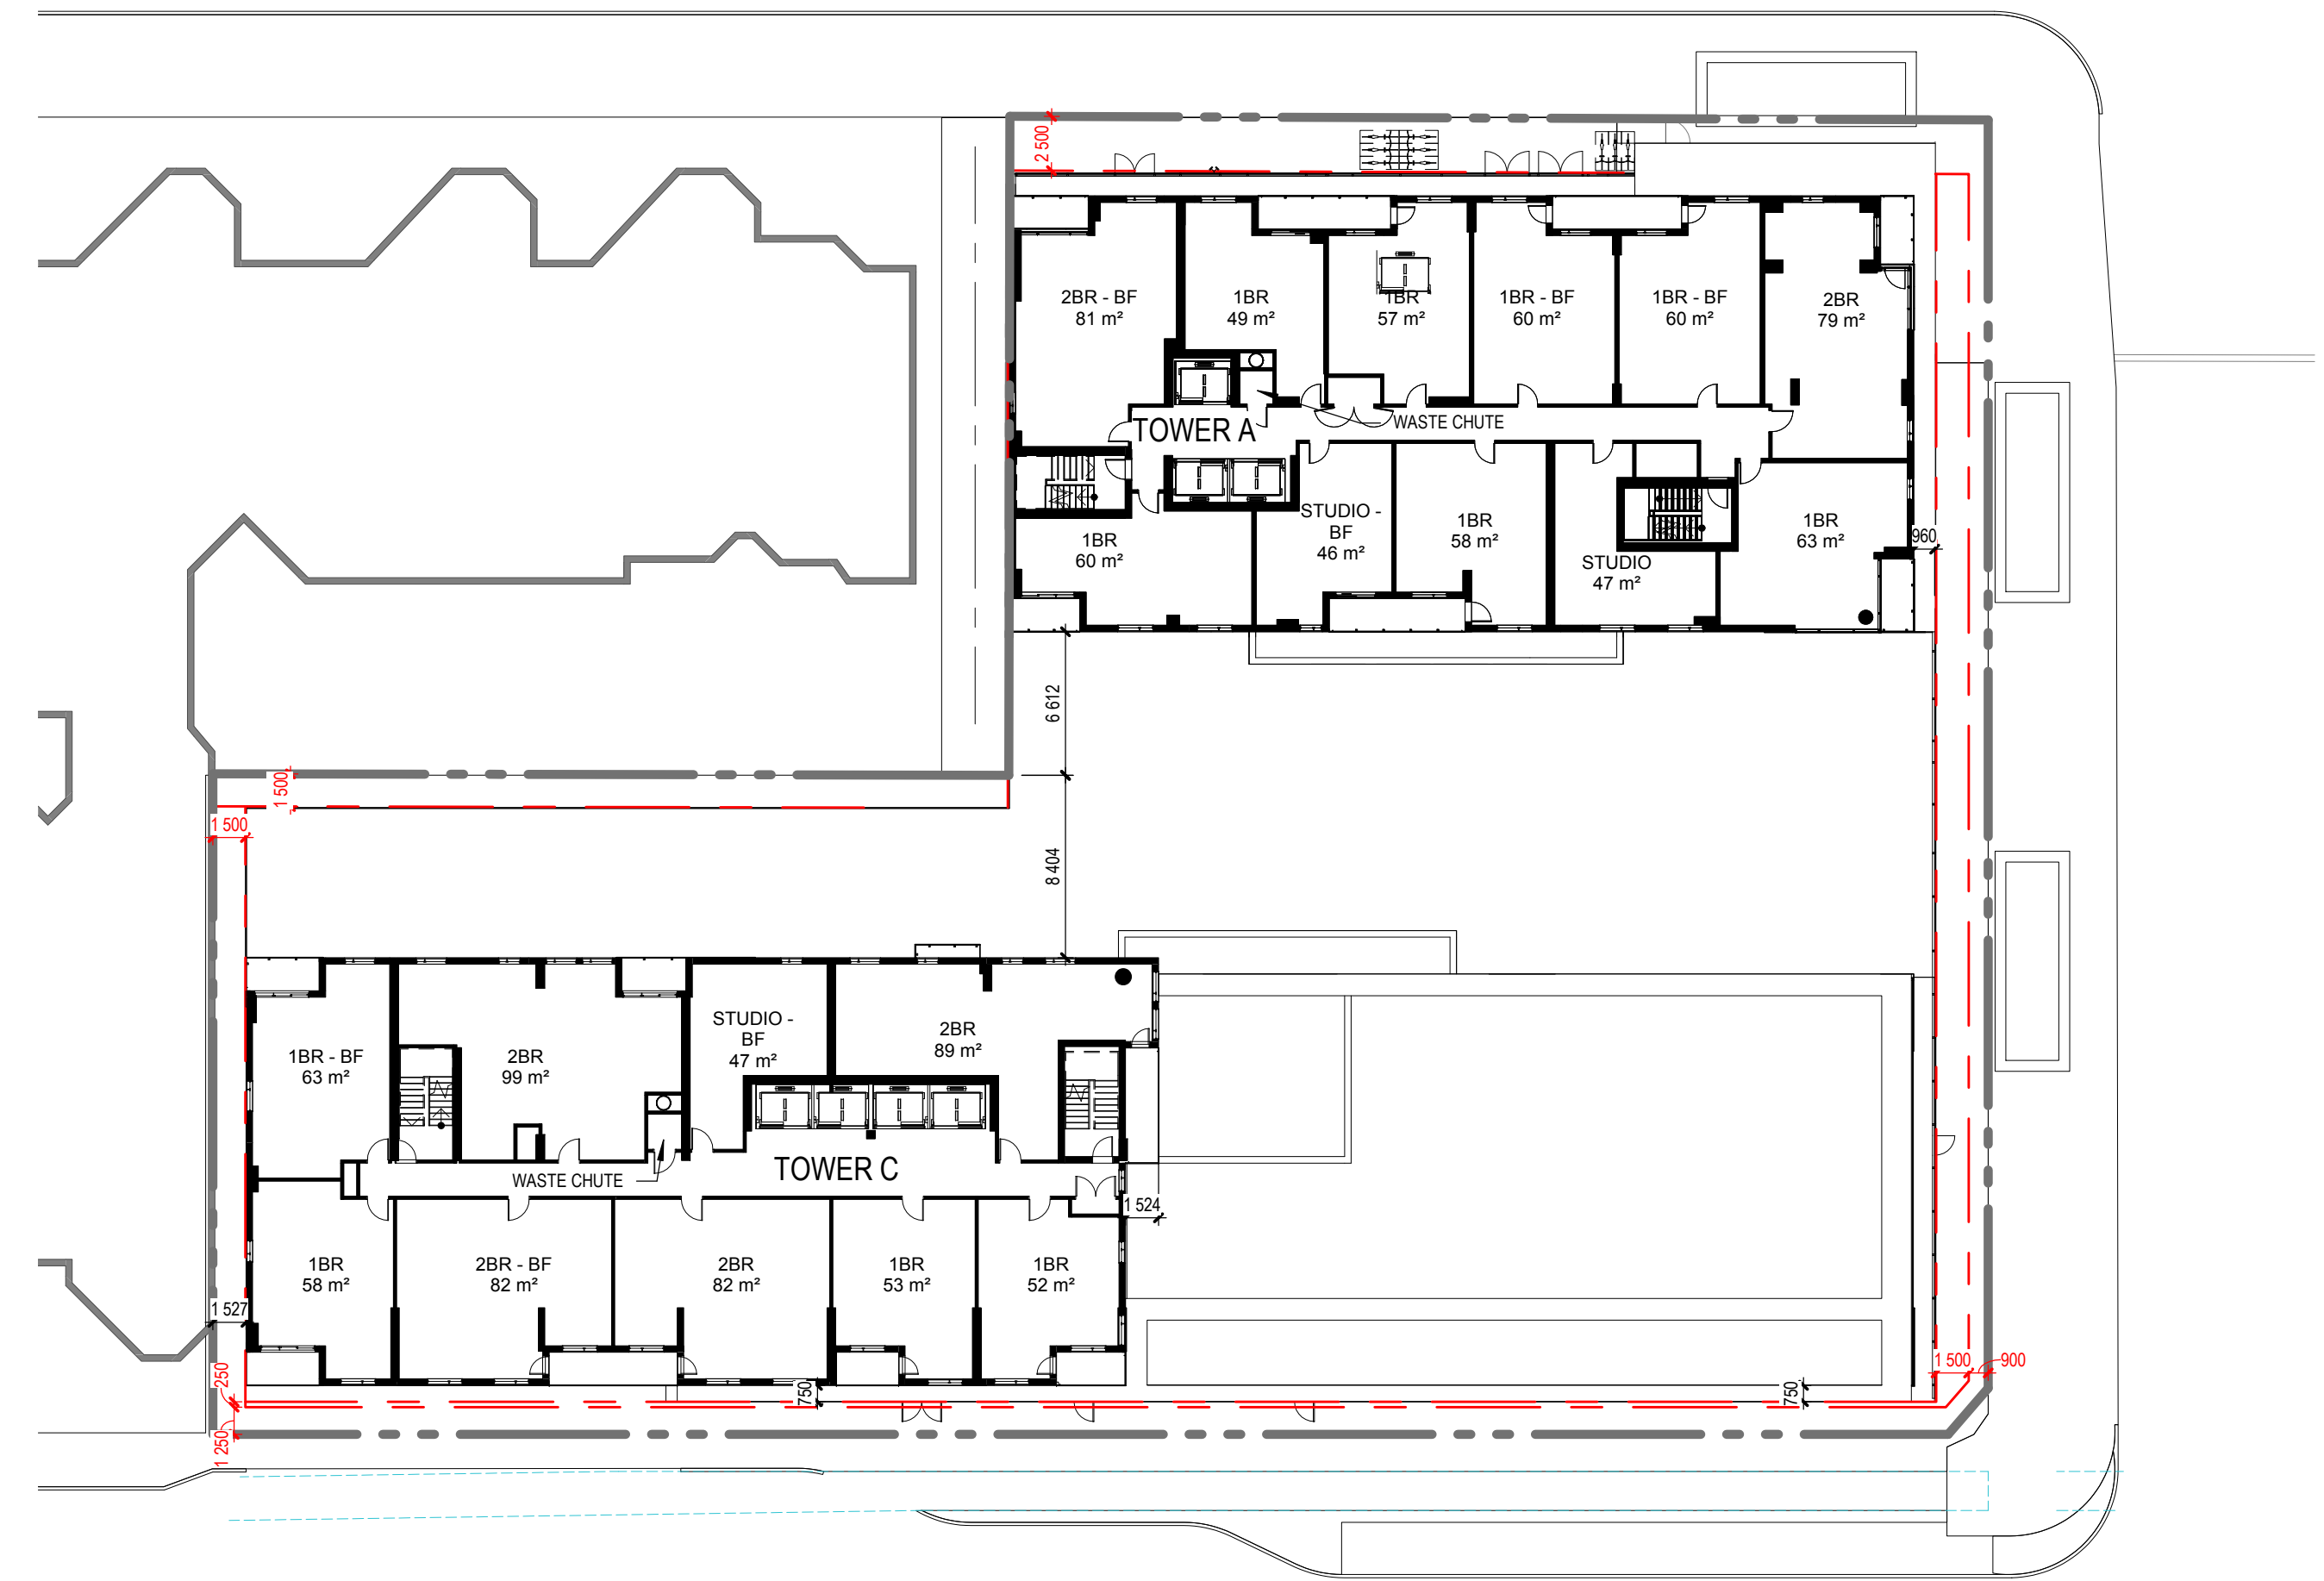 2 500
2BR - BF
81 m²
1BR
49 m²
1BR
57 m²
1BR - BF
60 m²
1BR - BF
60 m²
2BR
79 m²
TOWER A
WASTE CHUTE
1BR
60 m²
STUDIO -
BF
46 m²
1BR
58 m²
STUDIO
47 m²
1BR
63 m²
960
6 612
1 500
1 500
8 404
1BR - BF
63 m²
2BR
99 m²
STUDIO -
BF
47 m²
2BR
89 m²
WASTE CHUTE
TOWER C
1 524
1BR
58 m²
2BR - BF
82 m²
2BR
82 m²
1BR
53 m²
1BR
52 m²
1 527
250
750
750
1 500
900
1 250